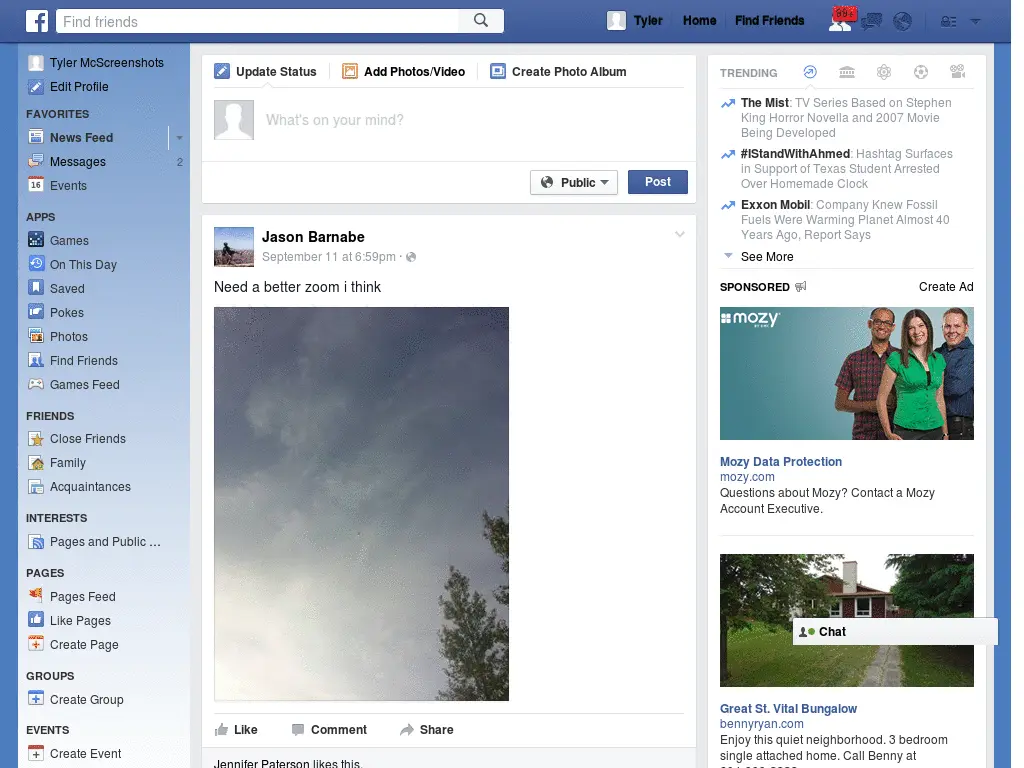 Find friends
Tyler
Home
Find Friends
99+
Tyler McScreenshots
Edit Profile
FAVORITES
News Feed
Messages 2
16 Events
APPS
Games
On This Day
Saved
Pokes
Photos
Find Friends
Games Feed
FRIENDS
Close Friends
Family
Acquaintances
INTERESTS
Pages and Public ...
PAGES
Pages Feed
Like Pages
Create Page
GROUPS
Create Group
EVENTS
Create Event
Update Status
Add Photos/Video
Create Photo Album
What's on your mind?
Public
Post
Jason Barnabe
September 11 at 6:59pm ·
Need a better zoom i think
Like
Comment
Share
Jennifer Paterson likes this.
TRENDING
The Mist: TV Series Based on Stephen
King Horror Novella and 2007 Movie
Being Developed
#IStandWithAhmed: Hashtag Surfaces
in Support of Texas Student Arrested
Over Homemade Clock
Exxon Mobil: Company Knew Fossil
Fuels Were Warming Planet Almost 40
Years Ago, Report Says
See More
SPONSORED
Create Ad
mozy
Mozy Data Protection
mozy.com
Questions about Mozy? Contact a Mozy
Account Executive.
Chat
Great St. Vital Bungalow
bennyryan.com
Enjoy this quiet neighborhood. 3 bedroom
single attached home. Call Benny at